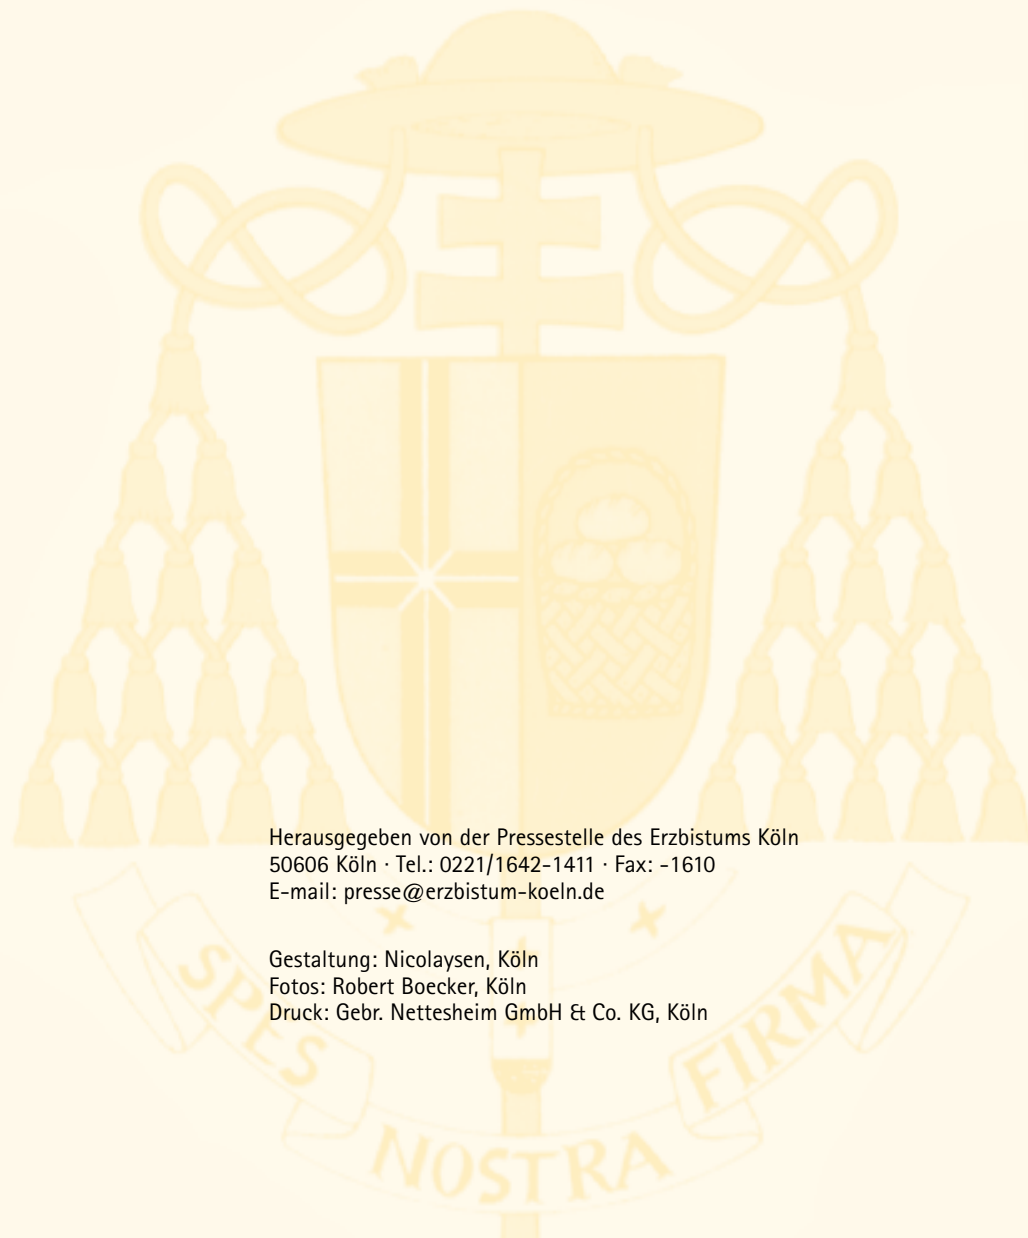 Herausgegeben von der Pressestelle des Erzbistums Köln
50606 Köln · Tel.: 0221/1642-1411 · Fax: -1610
E-mail: presse@erzbistum-koeln.de
Gestaltung: Nicolaysen, Köln
Fotos: Robert Boecker, Köln
Druck: Gebr. Nettesheim GmbH & Co. KG, Köln
SPES NOSTRA FIRMA